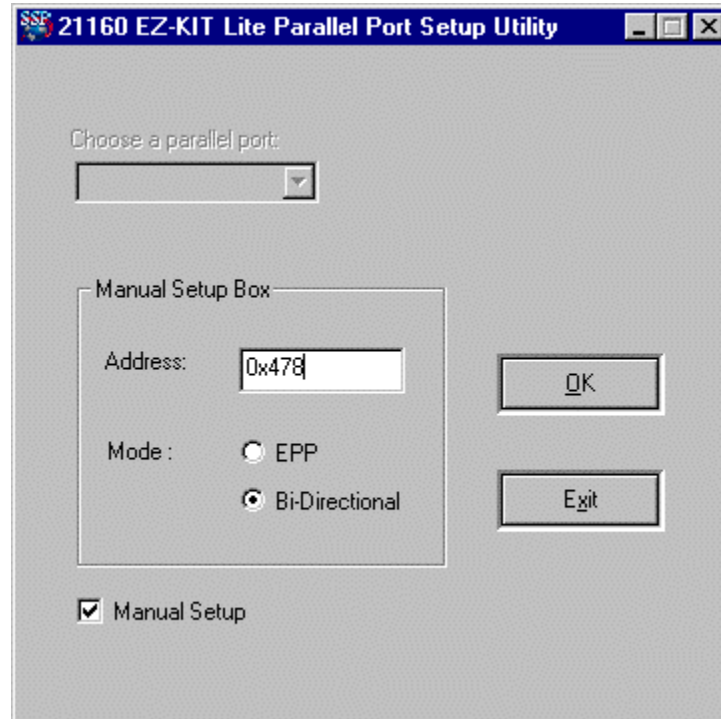 21160 EZ-KIT Lite Parallel Port Setup Utility
Choose a parallel port:
Manual Setup Box
Address: 0x478
OK
Mode : EPP
Bi-Directional
Exit
Manual Setup